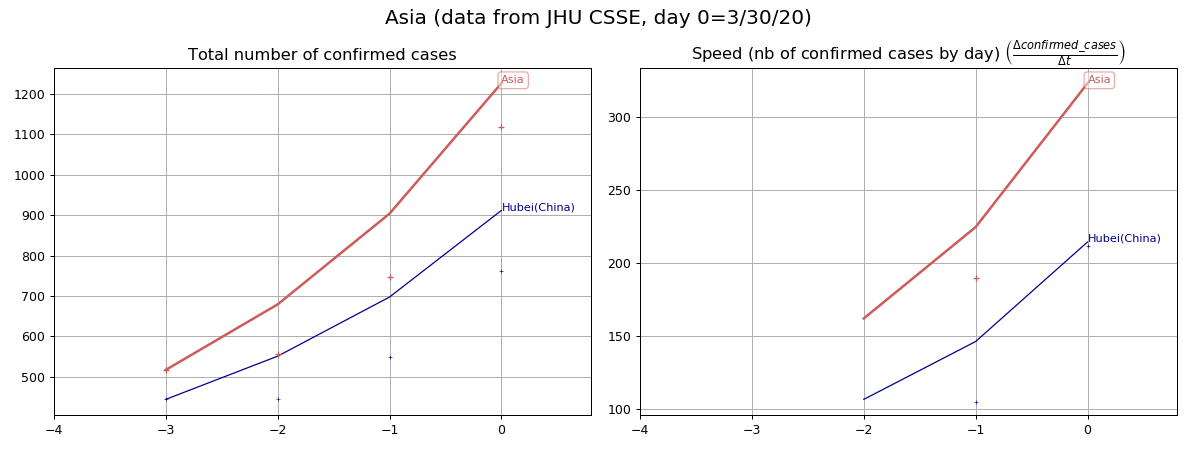 Asia (data from JHU CSSE, day 0=3/30/20)
Total number of confirmed cases
1200
1100
1000
900
800
700
600
500
−4 −3 −2 −1 0
Asia
Hubei(China)
Speed (nb of confirmed cases by day) (Δconfirmed_cases/Δt)
300
250
200
150
100
−4 −3 −2 −1 0
Asia
Hubei(China)